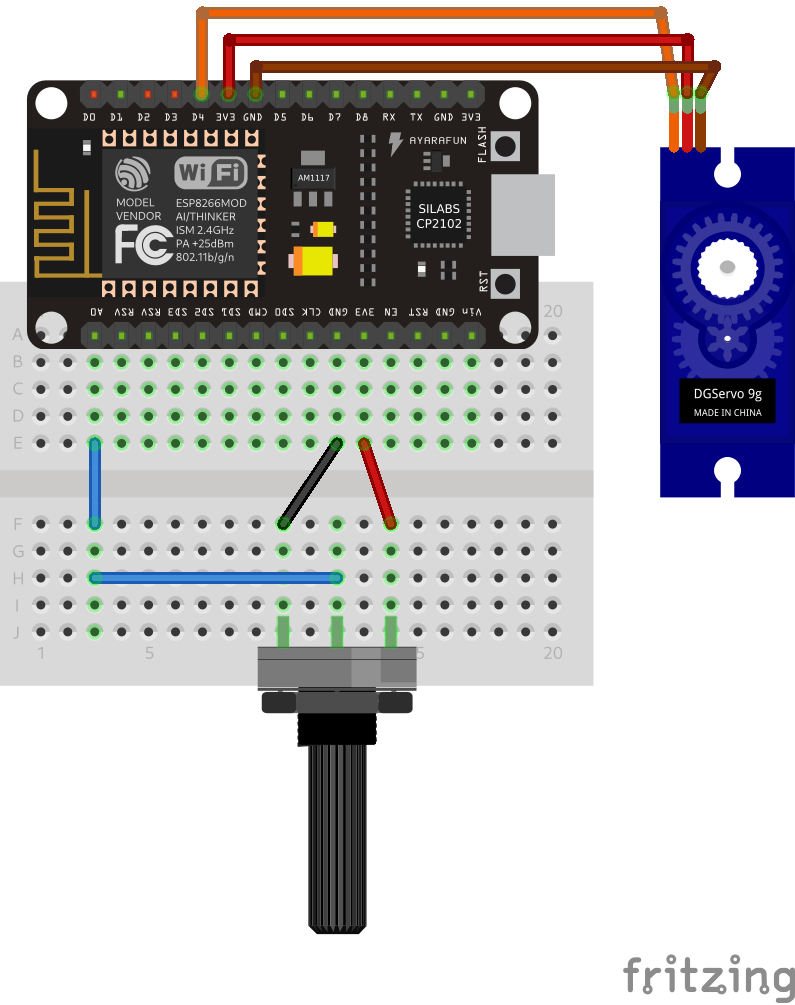 D0 D1 D2 D3 D4 3V3 GND D5 D6 D7 D8 RX TX GND 3V3
FLASH
AYARAFUN
WiFi
AM1117
MODEL
VENDOR
ESP8266MOD
AI/THINKER
ISM 2.4GHz
PA +25dBm
802.11b/g/n
FC
SILABS
CP2102
RST
A0 RSV RSV SD3 SD2 SD1 CMD SD0 CLK GND 3V3 EN RST GND Vin
20
A
B
C
D
E
F
G
H
I
J
1 5 5 20
DGServo 9g
MADE IN CHINA
fritzing